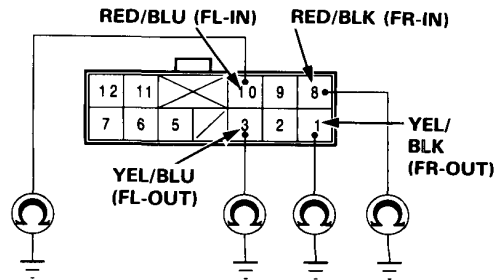 RED/BLU (FL-IN) RED/BLK (FR-IN)
12 11 10 9 8
7 6 5 3 2 1
YEL/BLU
(FL-OUT)
YEL/
BLK
(FR-OUT)
Ω Ω Ω Ω